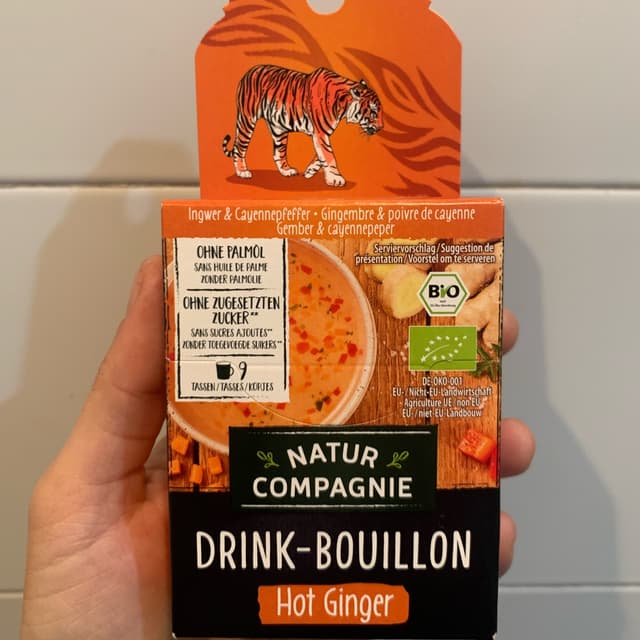 Ingwer & Cayennepfeffer • Gingembre & poivre de cayenne
Gember & cayennepeper
OHNE PALMÖL
SANS HUILE DE PALME
ZONDER PALMOLIE
OHNE ZUGESETZTEN
ZUCKER**
SANS SUCRES AJOUTÉS**
ZONDER TOEGEVOEGDE SUIKERS**
9
TASSEN/TASSES/KOPJES
Serviervorschlag/Suggestion de
présentation/Voorstel om te serveren
BIO
DE-ÖKO-001
EU-/Nicht-EU-Landwirtschaft
Agriculture UE/non EU
EU-/niet-EU-Landbouw
NATUR
COMPAGNIE
DRINK-BOUILLON
Hot Ginger